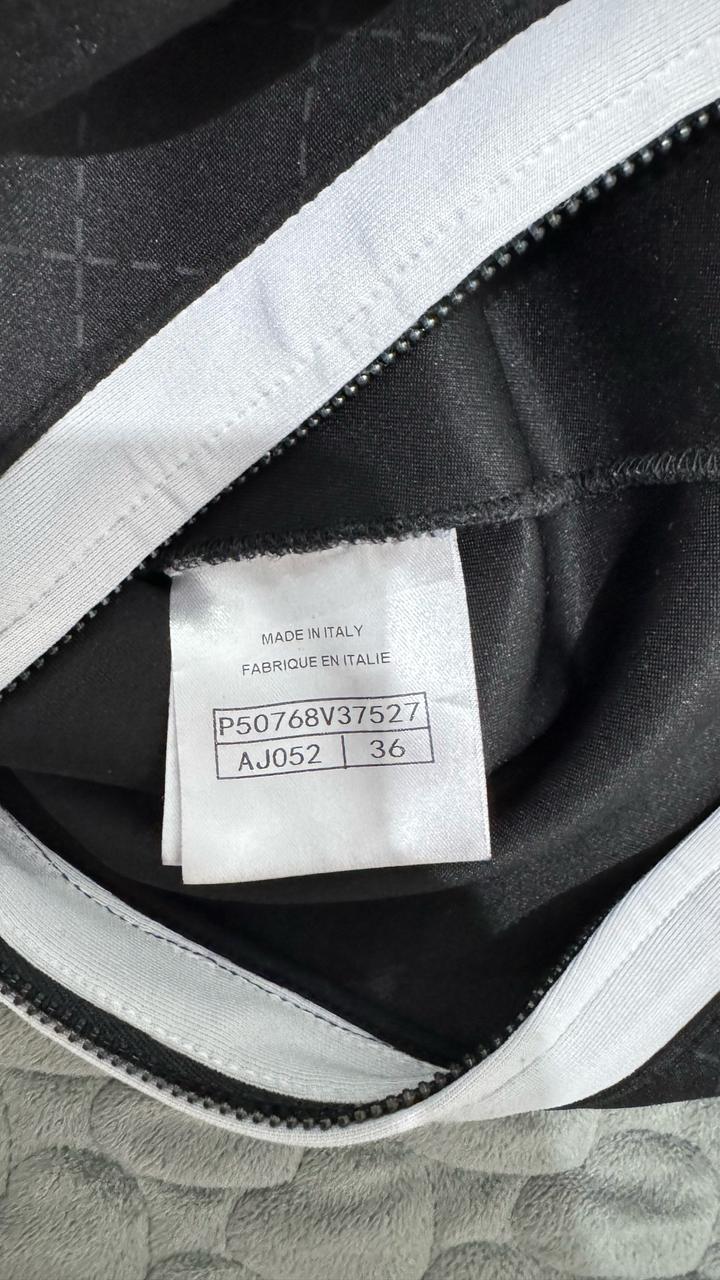 MADE IN ITALY
FABRIQUE EN ITALIE
P50768V37527
AJ052 36